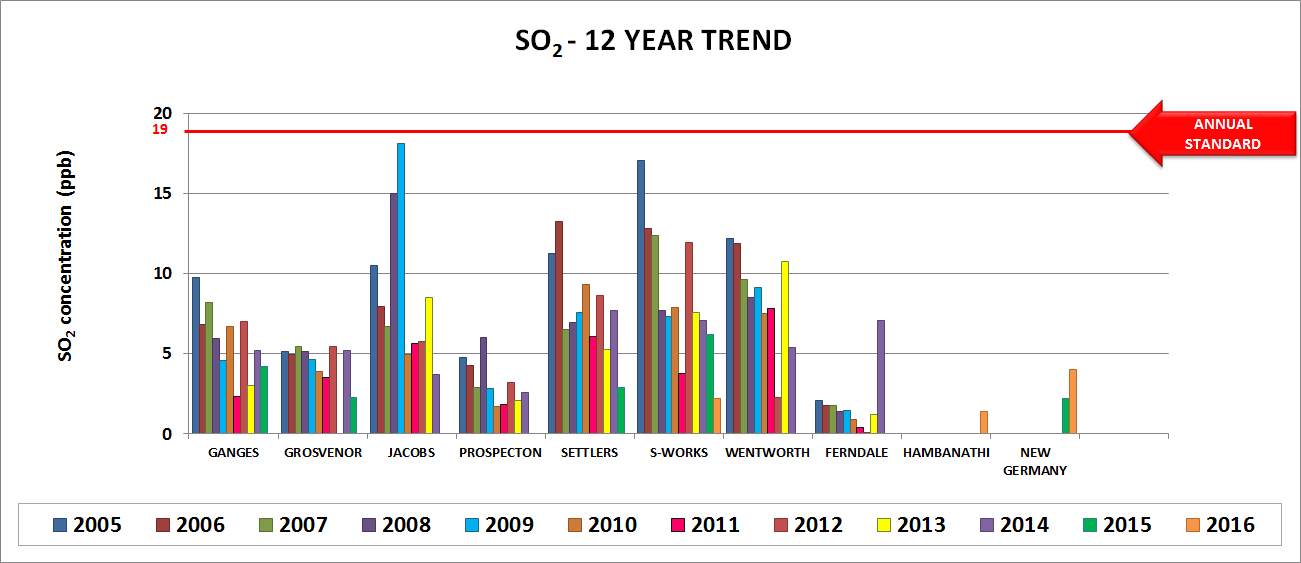 SO2 - 12 YEAR TREND
SO2 concentration (ppb)
20
19
15
10
5
0
ANNUAL
STANDARD
GANGES GROSVENOR JACOBS PROSPECTON SETTLERS S-WORKS WENTWORTH FERNDALE HAMBANATHI NEW
GERMANY
2005 2006 2007 2008 2009 2010 2011 2012 2013 2014 2015 2016